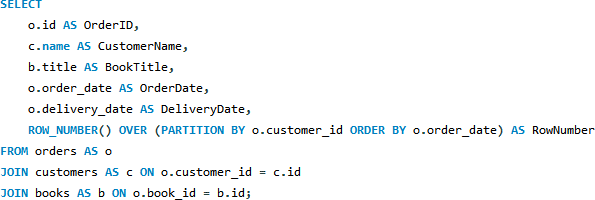 SELECT
    o.id AS OrderID,
    c.name AS CustomerName,
    b.title AS BookTitle,
    o.order_date AS OrderDate,
    o.delivery_date AS DeliveryDate,
    ROW_NUMBER() OVER (PARTITION BY o.customer_id ORDER BY o.order_date) AS RowNumber
FROM orders AS o
JOIN customers AS c ON o.customer_id = c.id
JOIN books AS b ON o.book_id = b.id;